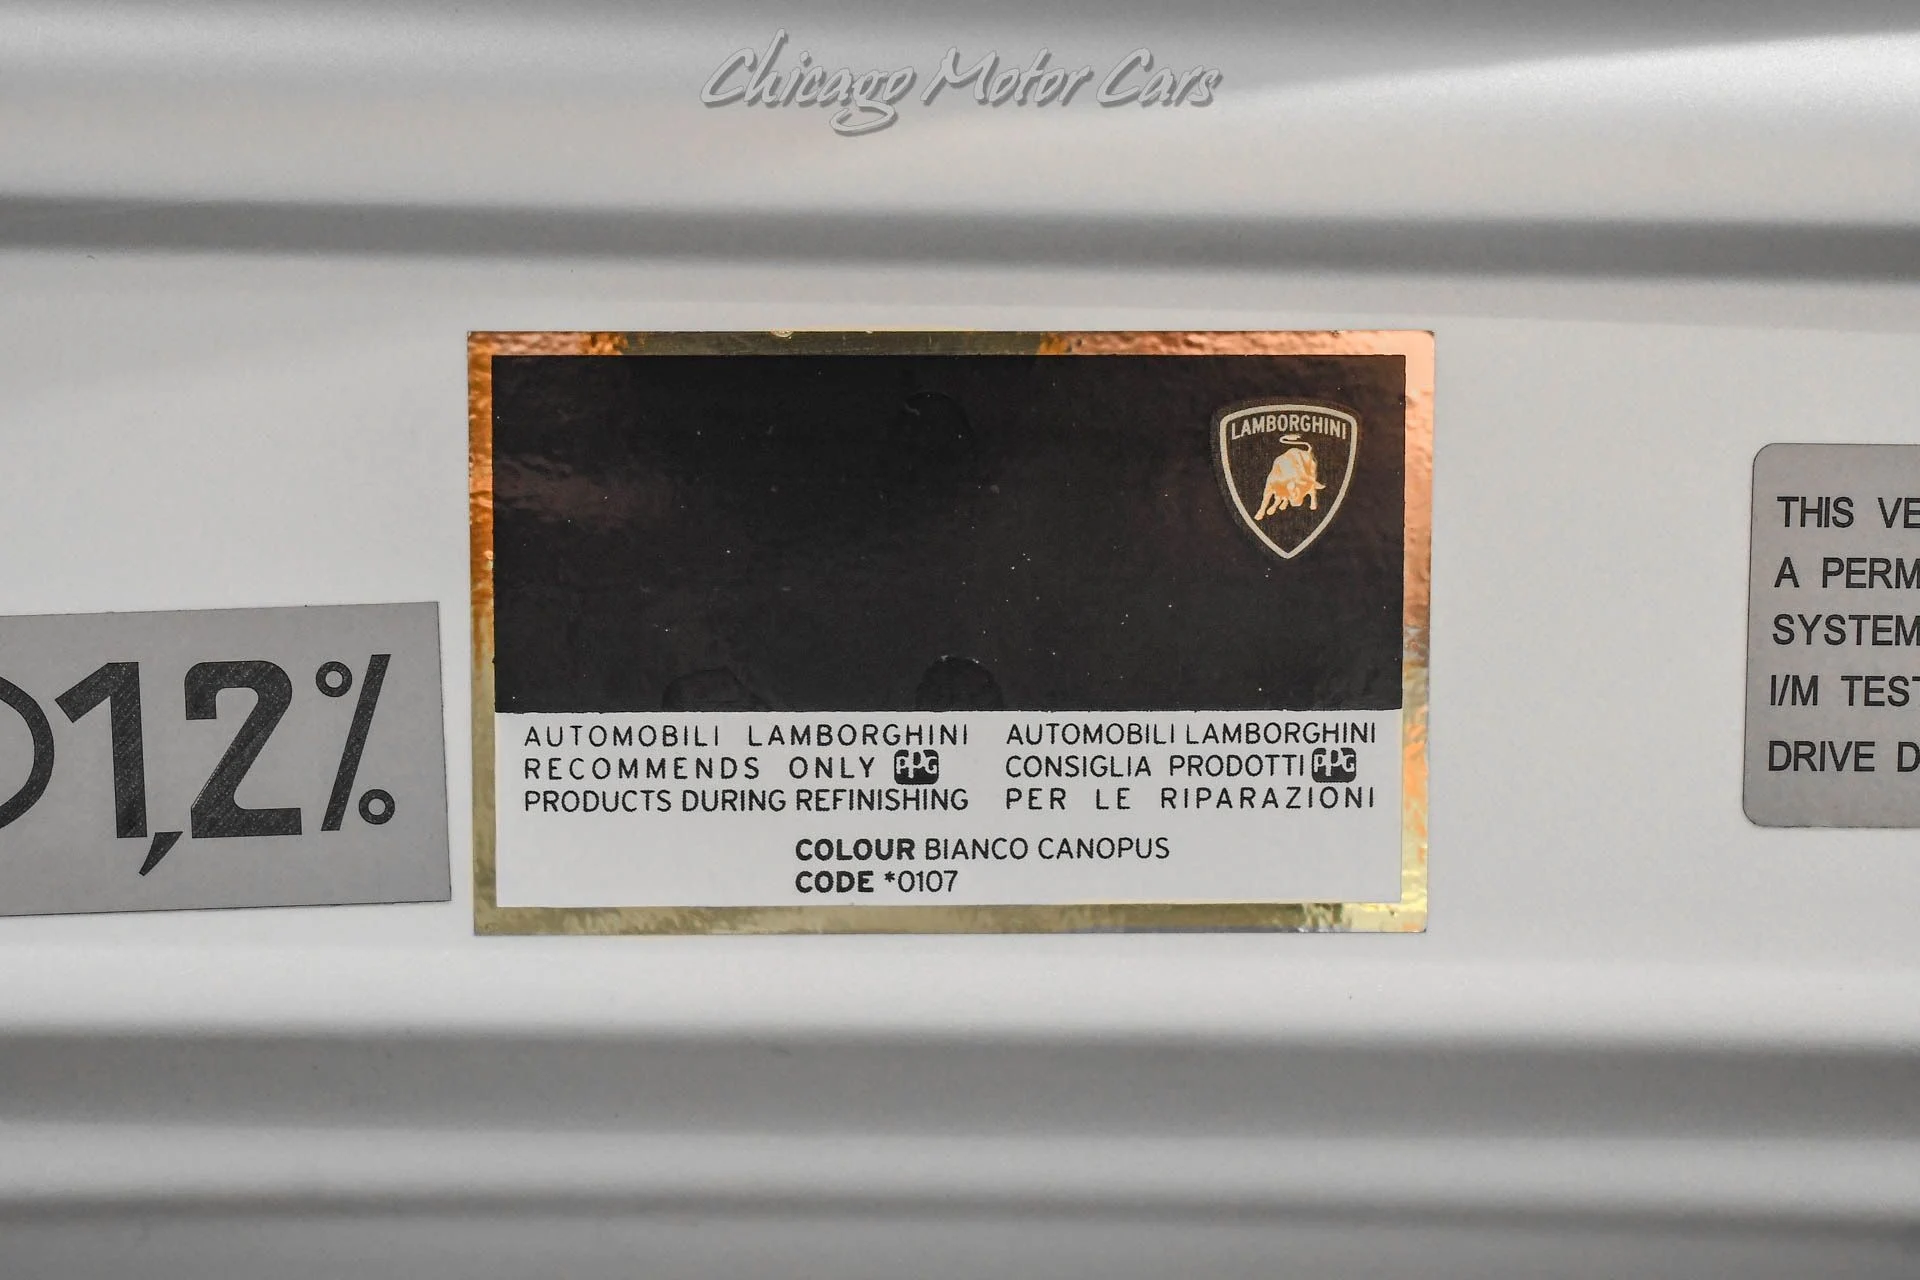 Chicago Motor Cars
LAMBORGHINI
AUTOMOBILI LAMBORGHINI
RECOMMENDS ONLY PPG
PRODUCTS DURING REFINISHING
AUTOMOBILI LAMBORGHINI
CONSIGLIA PRODOTTI PPG
PER LE RIPARAZIONI
COLOUR BIANCO CANOPUS
CODE *0107
1,2%
THIS VE
A PERM
SYSTEM
I/M TEST
DRIVE D